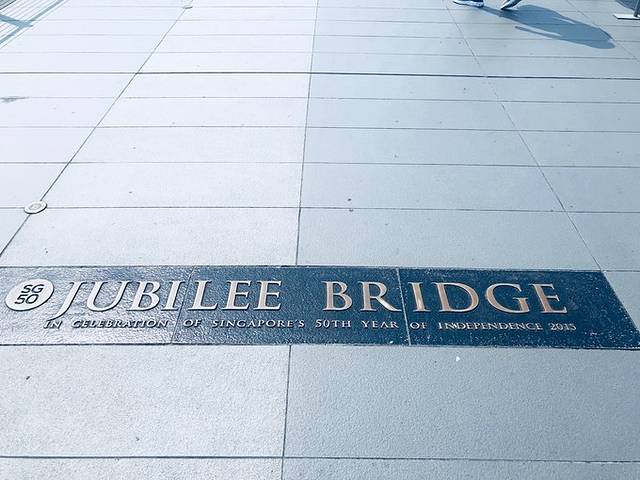 SG
50
JUBILEE BRIDGE
IN CELEBRATION OF SINGAPORE'S 50TH YEAR OF INDEPENDENCE 2015